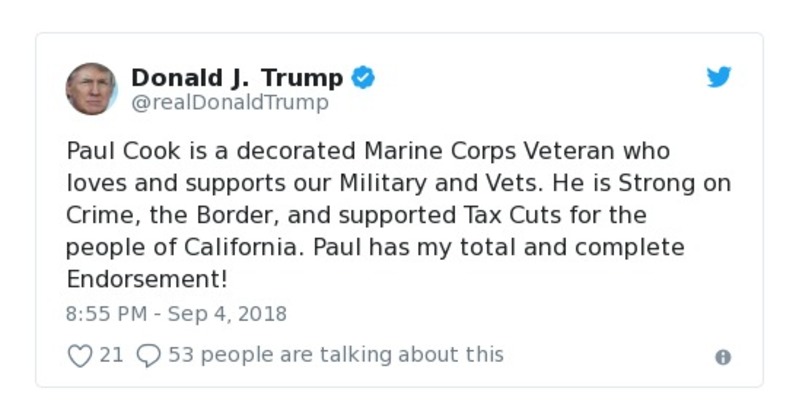 Donald J. Trump
@realDonaldTrump
Paul Cook is a decorated Marine Corps Veteran who
loves and supports our Military and Vets. He is Strong on
Crime, the Border, and supported Tax Cuts for the
people of California. Paul has my total and complete
Endorsement!
8:55 PM - Sep 4, 2018
21 53 people are talking about this